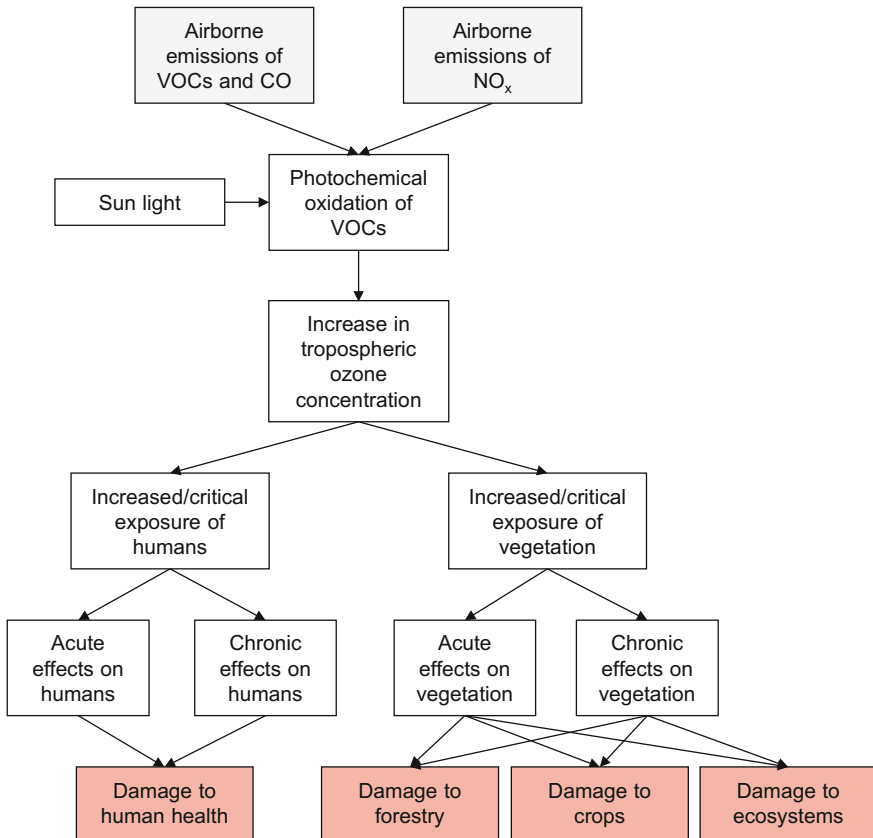 Airborne
emissions of
VOCs and CO
Airborne
emissions of
NOx
Sun light
Photochemical
oxidation of
VOCs
Increase in
tropospheric
ozone
concentration
Increased/critical
exposure of
humans
Increased/critical
exposure of
vegetation
Acute
effects on
humans
Chronic
effects on
humans
Acute
effects on
vegetation
Chronic
effects on
vegetation
Damage to
human health
Damage to
forestry
Damage to
crops
Damage to
ecosystems